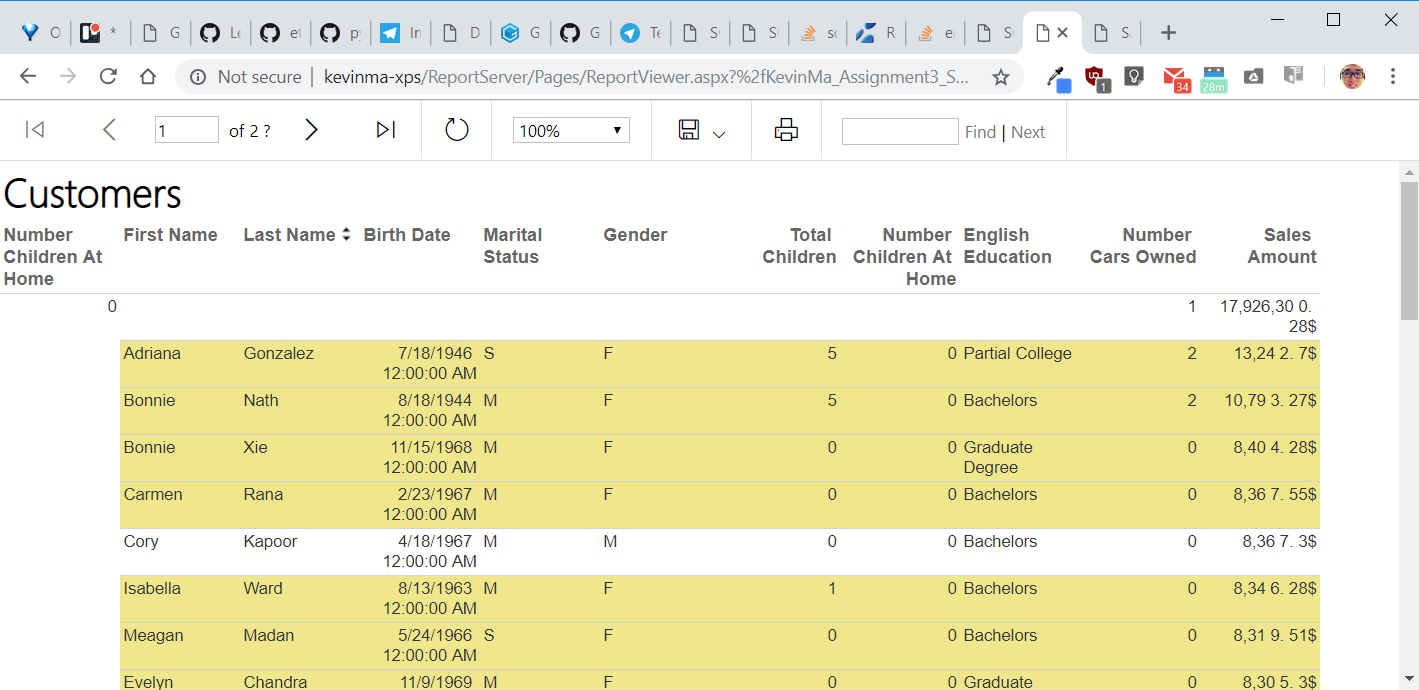 O * G Le et p In D G G Te S S sc R e S S
Not secure | kevinma-xps/ReportServer/Pages/ReportViewer.aspx?%2fKevinMa_Assignment3_S...
1 34 28m
1 of 2 ? 100% Find | Next
Customers
Number Children At Home First Name Last Name Birth Date Marital Status Gender Total Children Number Children At Home English Education Number Cars Owned Sales Amount
0 1 17,926,30 0. 28$
Adriana Gonzalez 7/18/1946 12:00:00 AM S F 5 0 Partial College 2 13,24 2. 7$
Bonnie Nath 8/18/1944 12:00:00 AM M F 5 0 Bachelors 2 10,79 3. 27$
Bonnie Xie 11/15/1968 12:00:00 AM M F 0 0 Graduate Degree 0 8,40 4. 28$
Carmen Rana 2/23/1967 12:00:00 AM M F 0 0 Bachelors 0 8,36 7. 55$
Cory Kapoor 4/18/1967 12:00:00 AM M M 0 0 Bachelors 0 8,36 7. 3$
Isabella Ward 8/13/1963 12:00:00 AM M F 1 0 Bachelors 0 8,34 6. 28$
Meagan Madan 5/24/1966 12:00:00 AM S F 0 0 Bachelors 0 8,31 9. 51$
Evelyn Chandra 11/9/1969 M F 0 0 Graduate 0 8,30 5. 3$